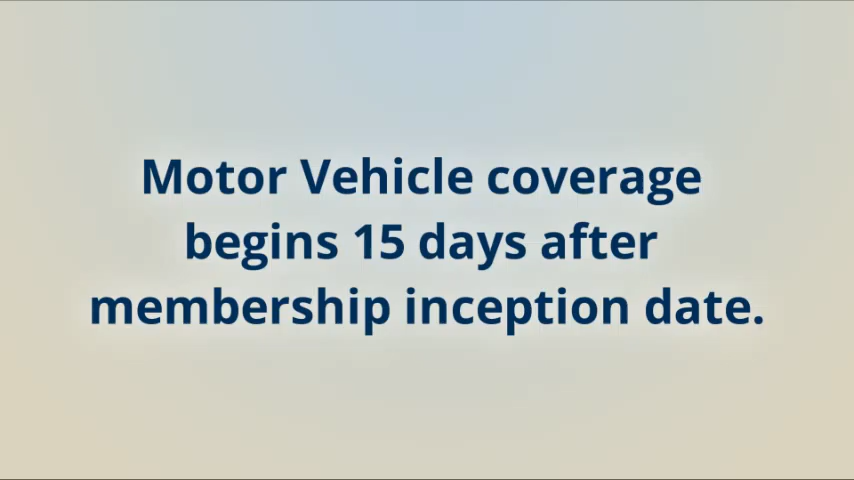 Motor Vehicle coverage
begins 15 days after
membership inception date.